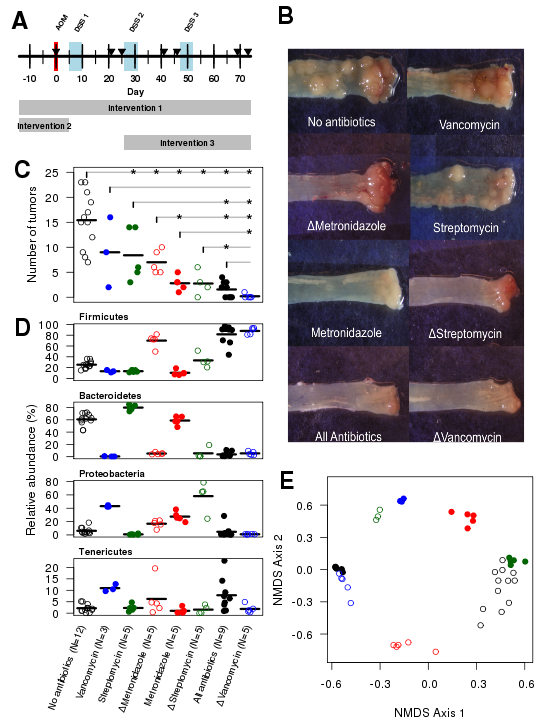 A
AOM
DSS 1
DSS 2
DSS 3
-10 0 10 20 30 40 50 60 70
Day
Intervention 1
Intervention 2
Intervention 3
B
No antibiotics
Vancomycin
ΔMetronidazole
Streptomycin
Metronidazole
ΔStreptomycin
All Antibiotics
ΔVancomycin
C
Number of tumors
25
20
15
10
5
0
* * * * * *
* *
* *
* * *
*
*
D
Relative abundance (%)
Firmicutes
100
80
60
40
20
0
Bacteroidetes
80
60
40
20
0
Proteobacteria
80
60
40
20
0
Tenericutes
20
15
10
5
0
No antibiotics (N=12)
Vancomycin (N=3)
Streptomycin (N=5)
ΔMetronidazole (N=5)
Metronidazole (N=5)
Δ Streptomycin (N=5)
All antibiotics (N=9)
Δ Vancomycin (N=5)
E
NMDS Axis 2
0.6
0.3
0.0
-0.3
-0.6
-0.6 -0.3 0.0 0.3 0.6
NMDS Axis 1